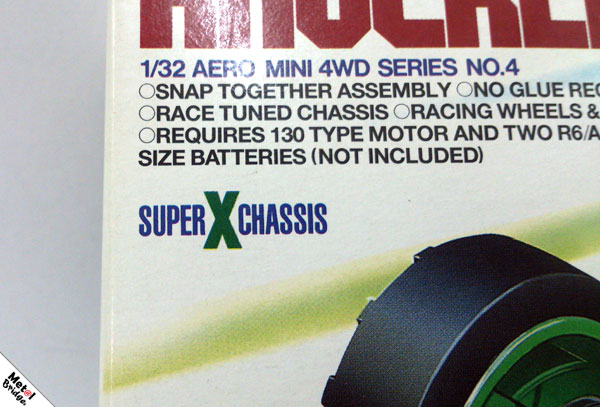 1/32 AERO MINI 4WD SERIES NO.4
○SNAP TOGETHER ASSEMBLY ○NO GLUE
○RACE TUNED CHASSIS ○RACING WHEELS &
○REQUIRES 130 TYPE MOTOR AND TWO R6/A
SIZE BATTERIES (NOT INCLUDED)
SUPER X CHASSIS
Metal
Bridge.